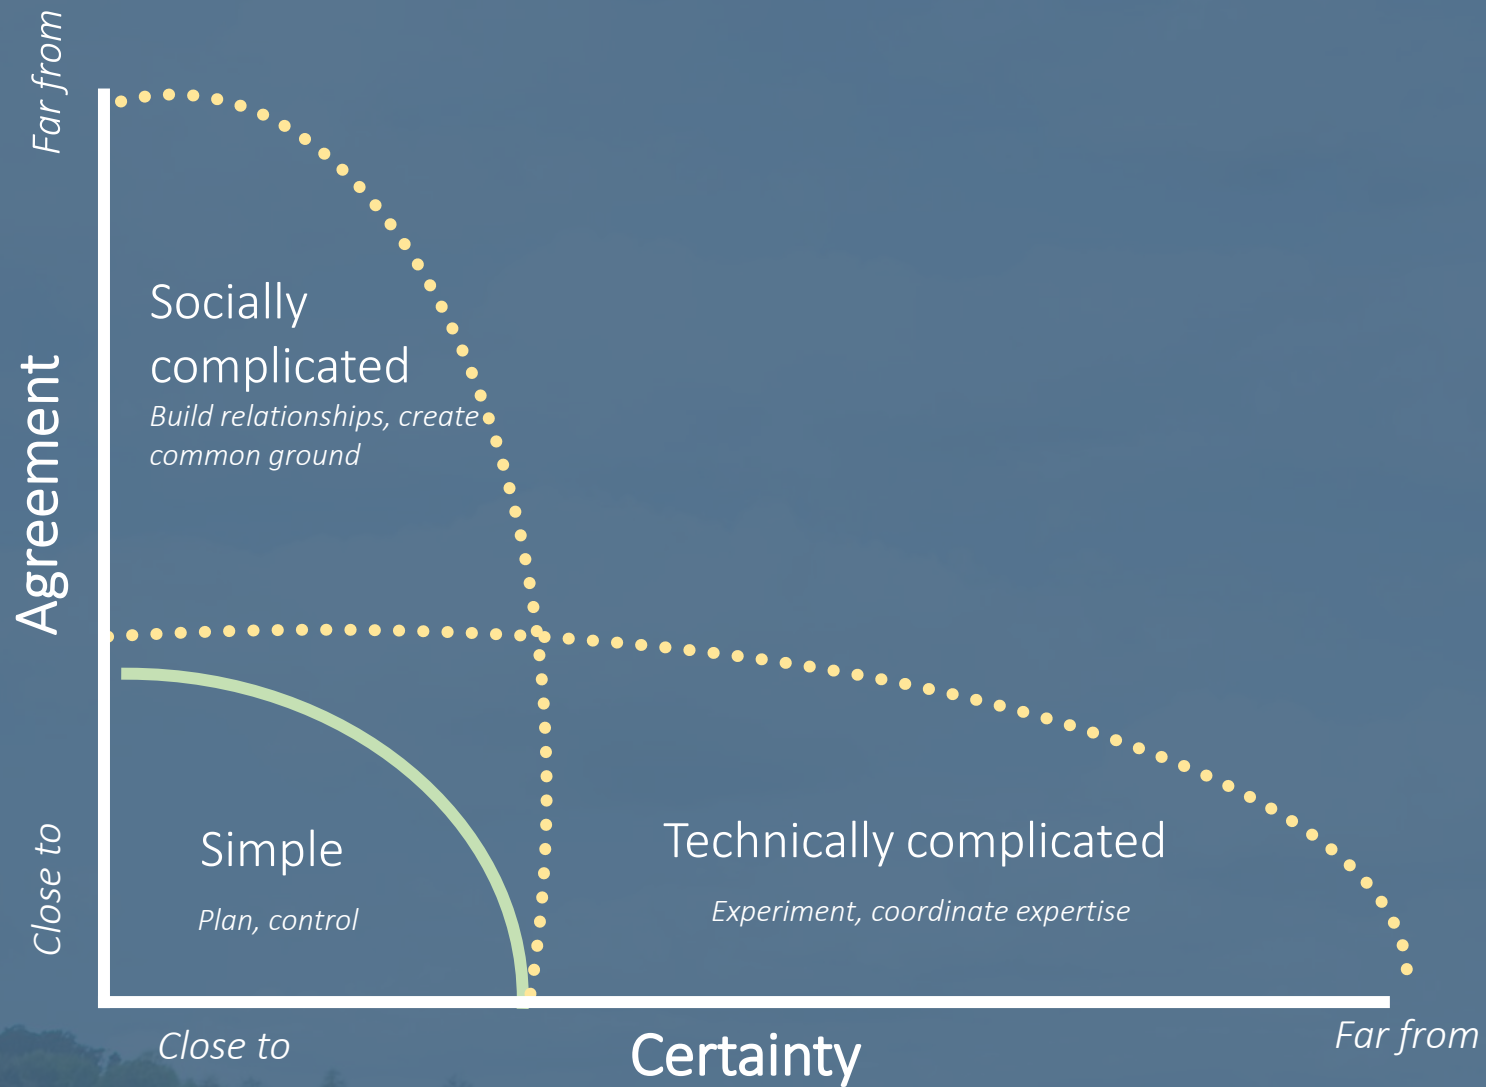 Far from
Agreement
Close to
Socially
complicated
Build relationships, create
common ground
Simple
Plan, control
Technically complicated
Experiment, coordinate expertise
Close to
Certainty
Far from